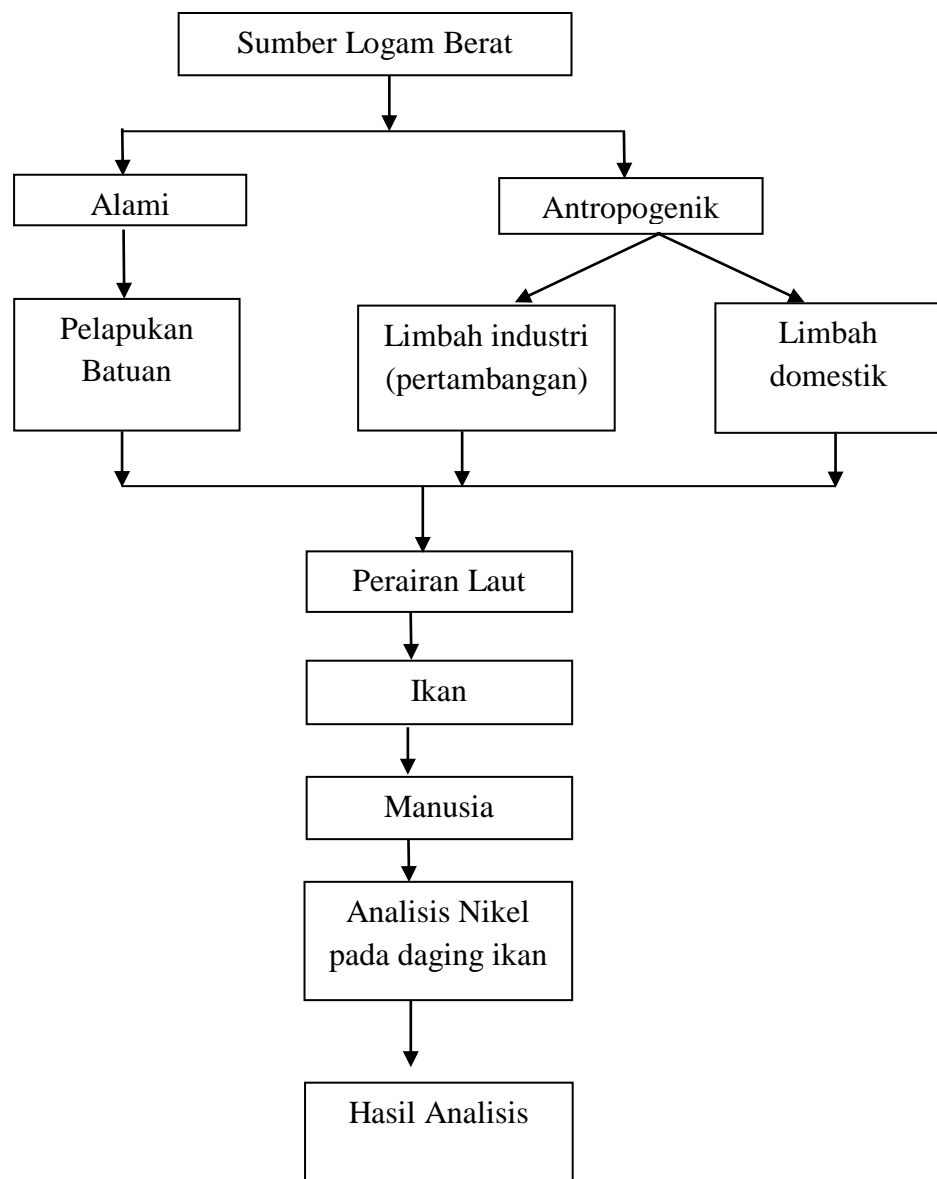 Sumber Logam Berat
Alami
Antropogenik
Pelapukan
Batuan
Limbah industri
(pertambangan)
Limbah
domestik
Perairan Laut
Ikan
Manusia
Analisis Nikel
pada daging ikan
Hasil Analisis